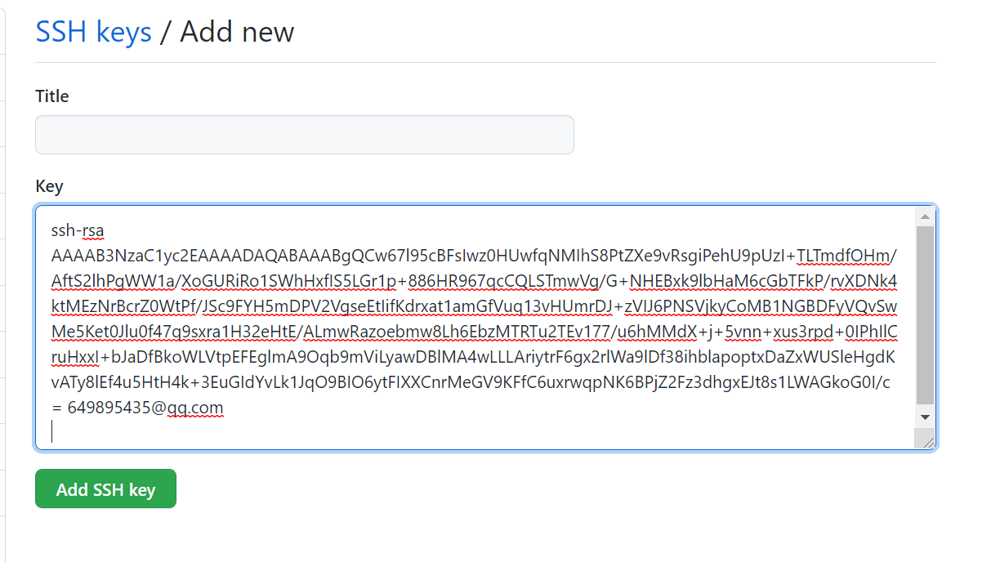 SSH keys / Add new
Title
Key
ssh-rsa
AAAAB3NzaC1yc2EAAAADAQABAAABgQCw67l95cBFsIwz0HUwfqNMIhS8PtZXe9vRsgiPehU9pUzI+TLTmdfOHm/
AftS2lhPgWW1a/XoGURiRo1SWhHxfIS5LGr1p+886HR967qcCQLSTmwVg/G+NHEBxk9lbHaM6cGbTFkP/rvXDNk4
ktMEzNrBcrZ0WtPf/JSc9FYH5mDPV2VgseEtIifKdrxat1amGfVuq13vHUmrDJ+zVIJ6PNSVjkyCoMB1NGBDFyVQvSw
Me5Ket0Jlu0f47q9sxra1H32eHtE/ALmwRazoebmw8Lh6EbzMTRTu2TEv177/u6hMMdX+j+5vnn+xus3rpd+0IPhIlC
ruHxxI+bJaDfBkoWLVtpEFEglmA9Oqb9mViLyawDBlMA4wLLLAriytrF6gx2rlWa9lDf38ihblapoptxDaZxWUSleHgdK
vATy8lEf4u5HtH4k+3EuGIdYvLk1JqO9BIO6ytFIXXCnrMeGV9KFfC6uxrwqpNK6BPjZ2Fz3dhgxEJt8s1LWAGkoG0I/c
= 649895435@qq.com
Add SSH key